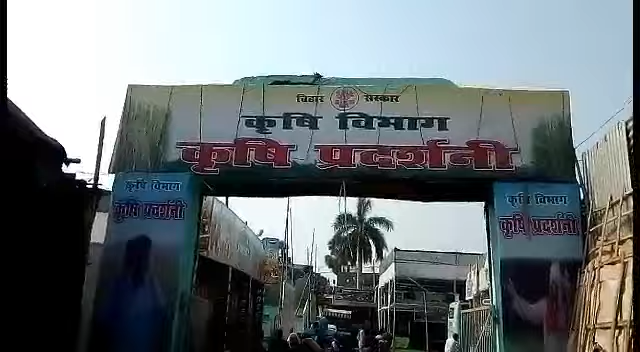 बिहार सरकार
कृषि विभाग
कृषि प्रदर्शनी
कृषि विभाग
कृषि प्रदर्शनी
कृषि विभाग
कृषि प्रदर्शनी